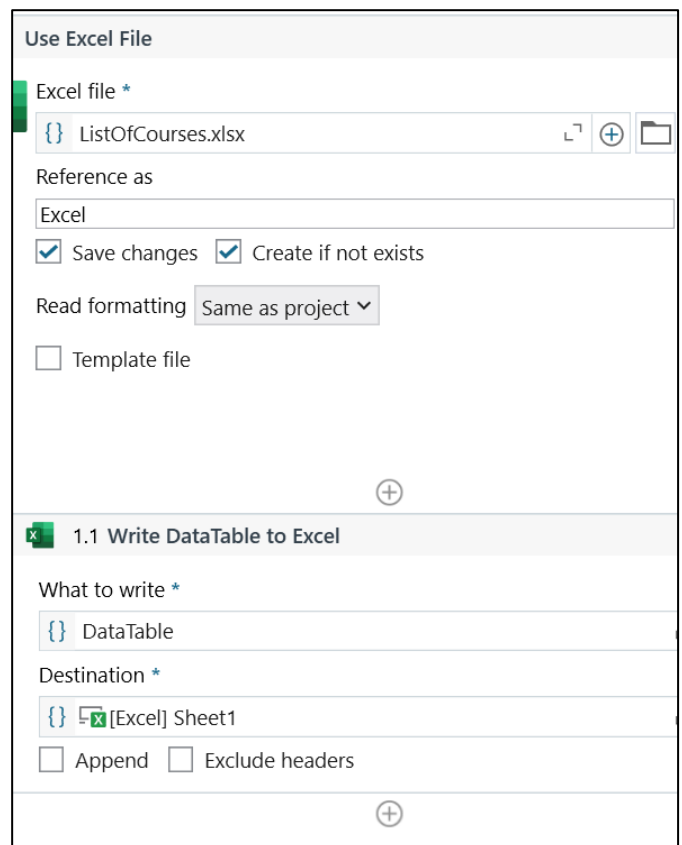 Use Excel File
Excel file *
{} ListOfCourses.xlsx
Reference as
Excel
Save changes Create if not exists
Read formatting Same as project
Template file
1.1 Write DataTable to Excel
What to write *
{} DataTable
Destination *
{} [Excel] Sheet1
Append Exclude headers